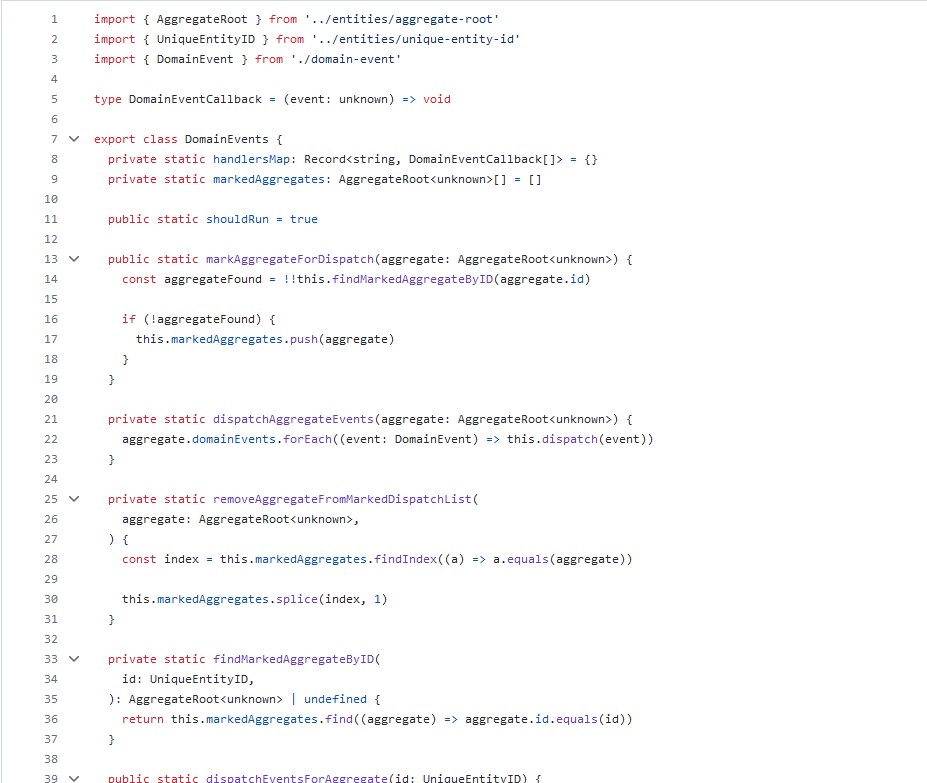 1 import { AggregateRoot } from '../entities/aggregate-root'
2 import { UniqueEntityID } from '../entities/unique-entity-id'
3 import { DomainEvent } from './domain-event'
4
5 type DomainEventCallback = (event: unknown) => void
6
7 export class DomainEvents {
8   private static handlersMap: Record<string, DomainEventCallback[]> = {}
9   private static markedAggregates: AggregateRoot<unknown>[] = []
10
11   public static shouldRun = true
12
13   public static markAggregateForDispatch(aggregate: AggregateRoot<unknown>) {
14     const aggregateFound = !!this.findMarkedAggregateByID(aggregate.id)
15
16     if (!aggregateFound) {
17       this.markedAggregates.push(aggregate)
18     }
19   }
20
21   private static dispatchAggregateEvents(aggregate: AggregateRoot<unknown>) {
22     aggregate.domainEvents.forEach((event: DomainEvent) => this.dispatch(event))
23   }
24
25   private static removeAggregateFromMarkedDispatchList(
26     aggregate: AggregateRoot<unknown>,
27   ) {
28     const index = this.markedAggregates.findIndex((a) => a.equals(aggregate))
29
30     this.markedAggregates.splice(index, 1)
31   }
32
33   private static findMarkedAggregateByID(
34     id: UniqueEntityID,
35   ): AggregateRoot<unknown> | undefined {
36     return this.markedAggregates.find((aggregate) => aggregate.id.equals(id))
37   }
38
39   public static dispatchEventsForAggregate(id: UniqueEntityID) {